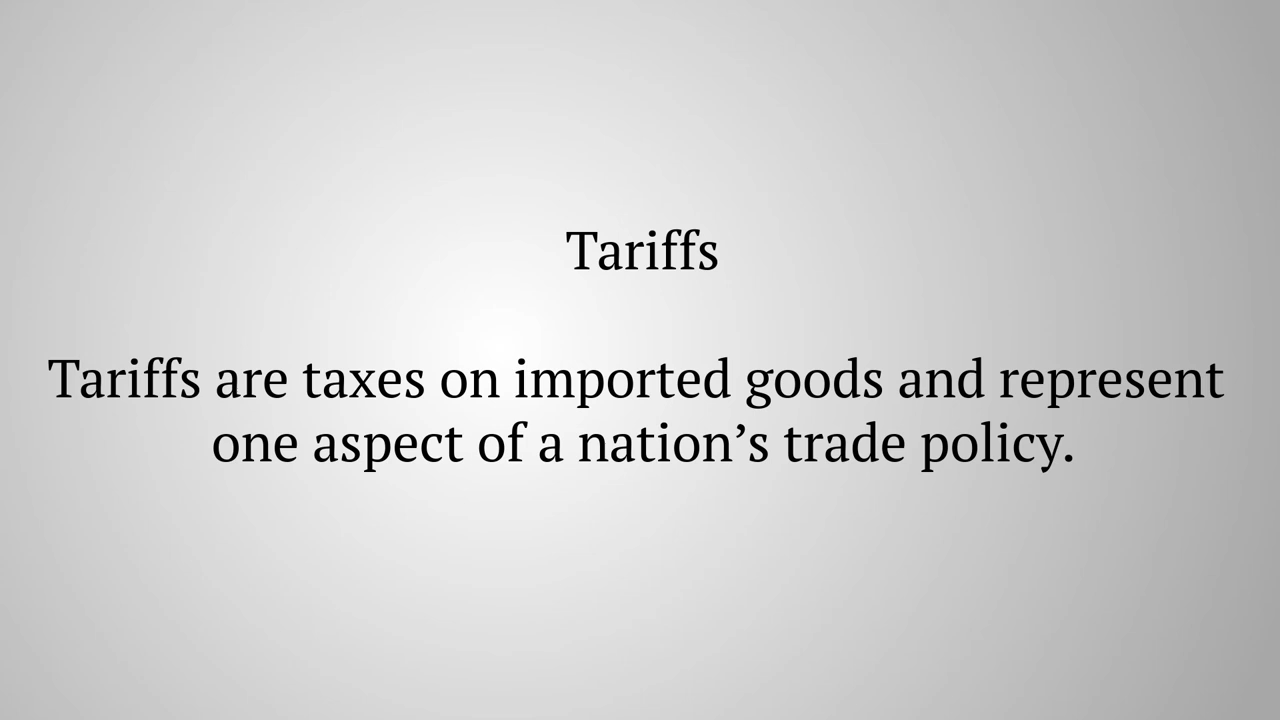 Tariffs
Tariffs are taxes on imported goods and represent
one aspect of a nation’s trade policy.